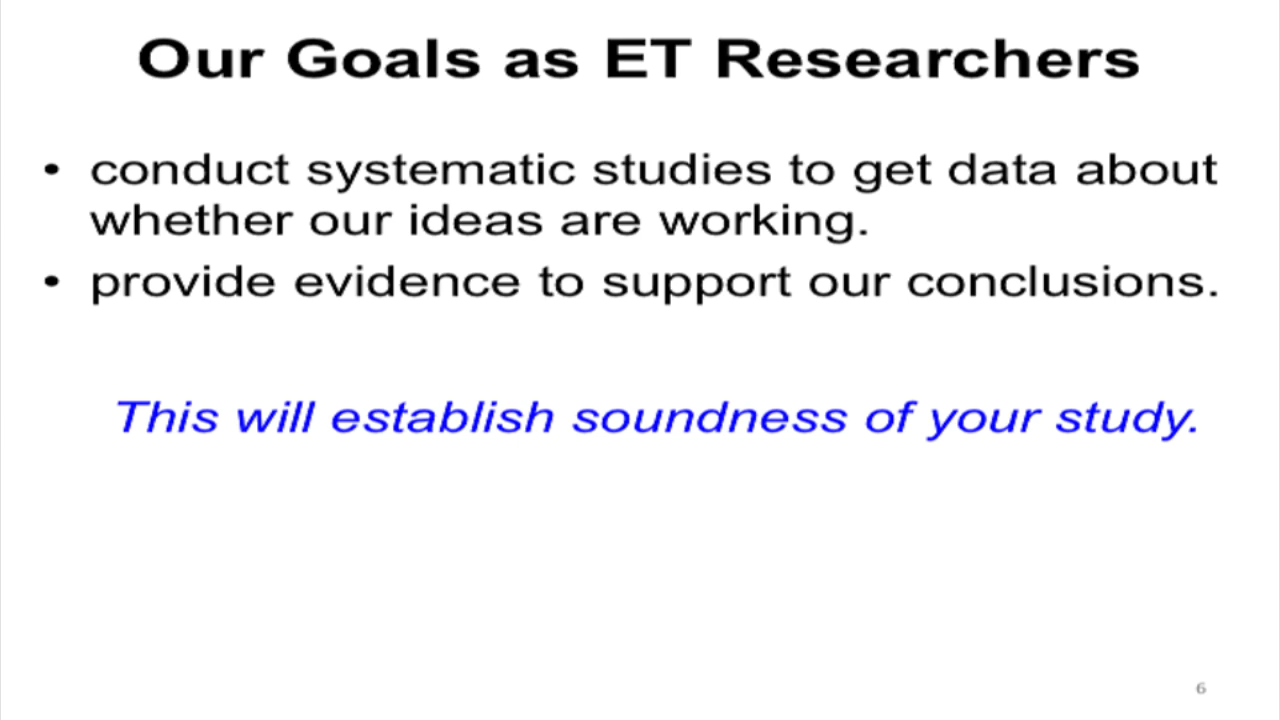 Our Goals as ET Researchers
• conduct systematic studies to get data about
whether our ideas are working.
• provide evidence to support our conclusions.
This will establish soundness of your study.
6